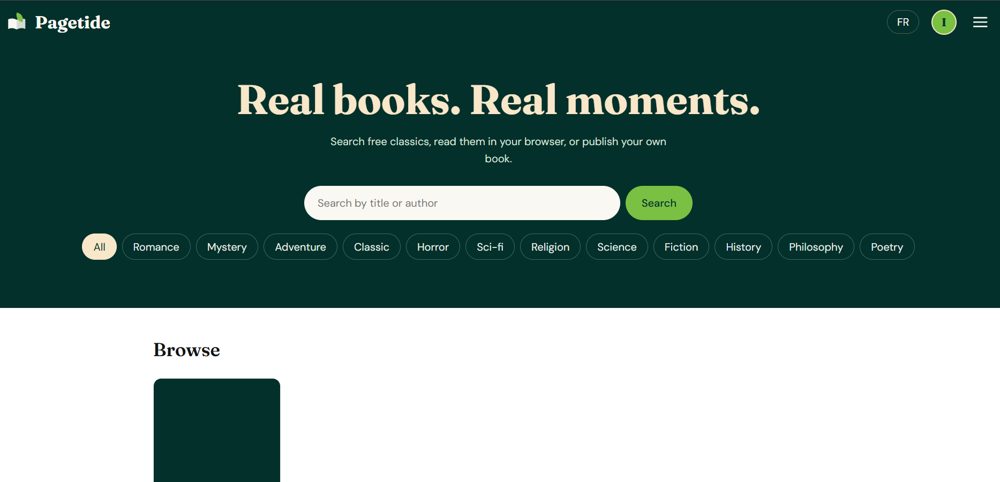 Pagetide
FR
I
Real books. Real moments.
Search free classics, read them in your browser, or publish your own
book.
Search by title or author
Search
All
Romance
Mystery
Adventure
Classic
Horror
Sci-fi
Religion
Science
Fiction
History
Philosophy
Poetry
Browse